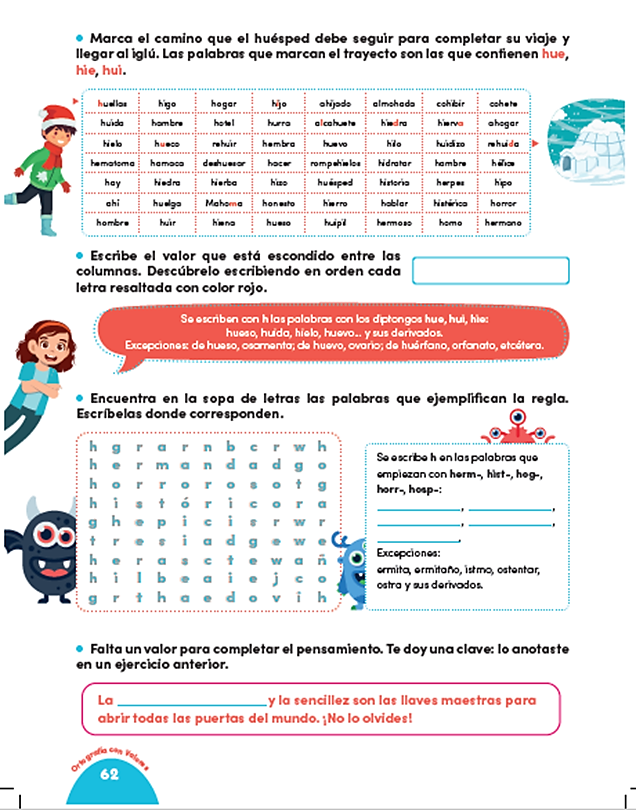 Marca el camino que el huésped debe seguir para completar su viaje y
llegar al iglú. Las palabras que marcan el trayecto son las que contienen hue,
hie, hui.
huellas higo hogar hijo ahijado almohada cohibir cohete
huida hambre hotel hurra alcahuete hiedra hierva ahogar
hielo hueco rehuir hembra huevo hilo huidizo rehuida
hematoma hamaca deshuesar hacer rompehielos hidratar hambre hélice
hay hiedra hierba hizo huésped historia herpes hipo
ahí huelga Mahoma honesto hierro hablar histérica horror
hombre huir hiena hueso huipil hermoso homo hermano
Escribe el valor que está escondido entre las
columnas. Descúbrelo escribiendo en orden cada
letra resaltada con color rojo.
Se escriben con h las palabras con los diptongos hue, hui, hie:
hueso, huida, hielo, huevo... y sus derivados.
Excepciones: de hueso, osamenta; de huevo, ovario; de huérfano, orfanato, etcétera.
Encuentra en la sopa de letras las palabras que ejemplifican la regla.
Escríbelas donde corresponden.
h g r a r n b c r w h
h e r m a n d a d g o
h o r r o r o s o t g
h i s t ó r i c o r a
g h e p i c i s r w r
t r e s i a d g e w e
h e r a s c t e w a ñ
h i l b e a i e j c o
g r t h a e d o v i h
Se escribe h en las palabras que
empiezan con herm-, hist-, hog-,
horr-, hosp-:
, ,
, ,
.
Excepciones:
ermita, ermitaño, istmo, ostentar,
ostra y sus derivados.
Falta un valor para completar el pensamiento. Te doy una clave: lo anotaste
en un ejercicio anterior.
La y la sencillez son las llaves maestras para
abrir todas las puertas del mundo. ¡No lo olvides!
Ortografía con Valores
62